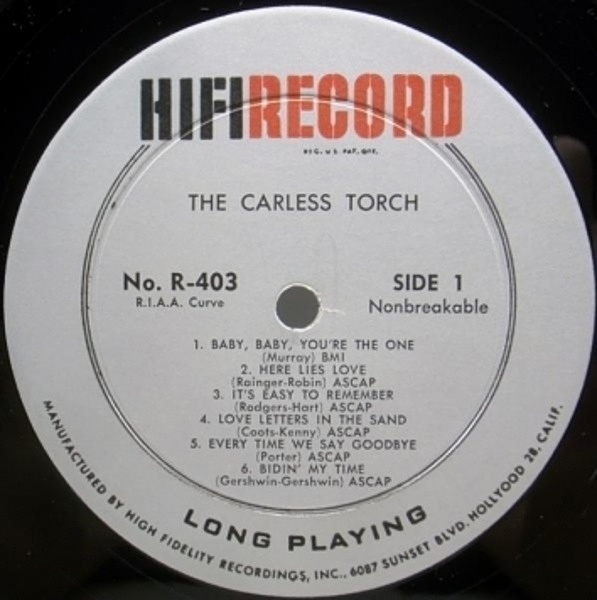 HIFIRECORD
REG. U.S. PAT. OFF.
THE CARLESS TORCH
No. R-403
R.I.A.A. Curve
SIDE 1
Nonbreakable
1. BABY, BABY, YOU'RE THE ONE
(Murray) BMI
2. HERE LIES LOVE
(Rainger-Robin) ASCAP
3. IT'S EASY TO REMEMBER
(Rodgers-Hart) ASCAP
4. LOVE LETTERS IN THE SAND
(Coots-Kenny) ASCAP
5. EVERY TIME WE SAY GOODBYE
(Porter) ASCAP
6. BIDIN' MY TIME
(Gershwin-Gershwin) ASCAP
LONG PLAYING
MANUFACTURED BY HIGH FIDELITY RECORDINGS, INC., 6087 SUNSET BLVD. HOLLYOOD 28, CALIF.